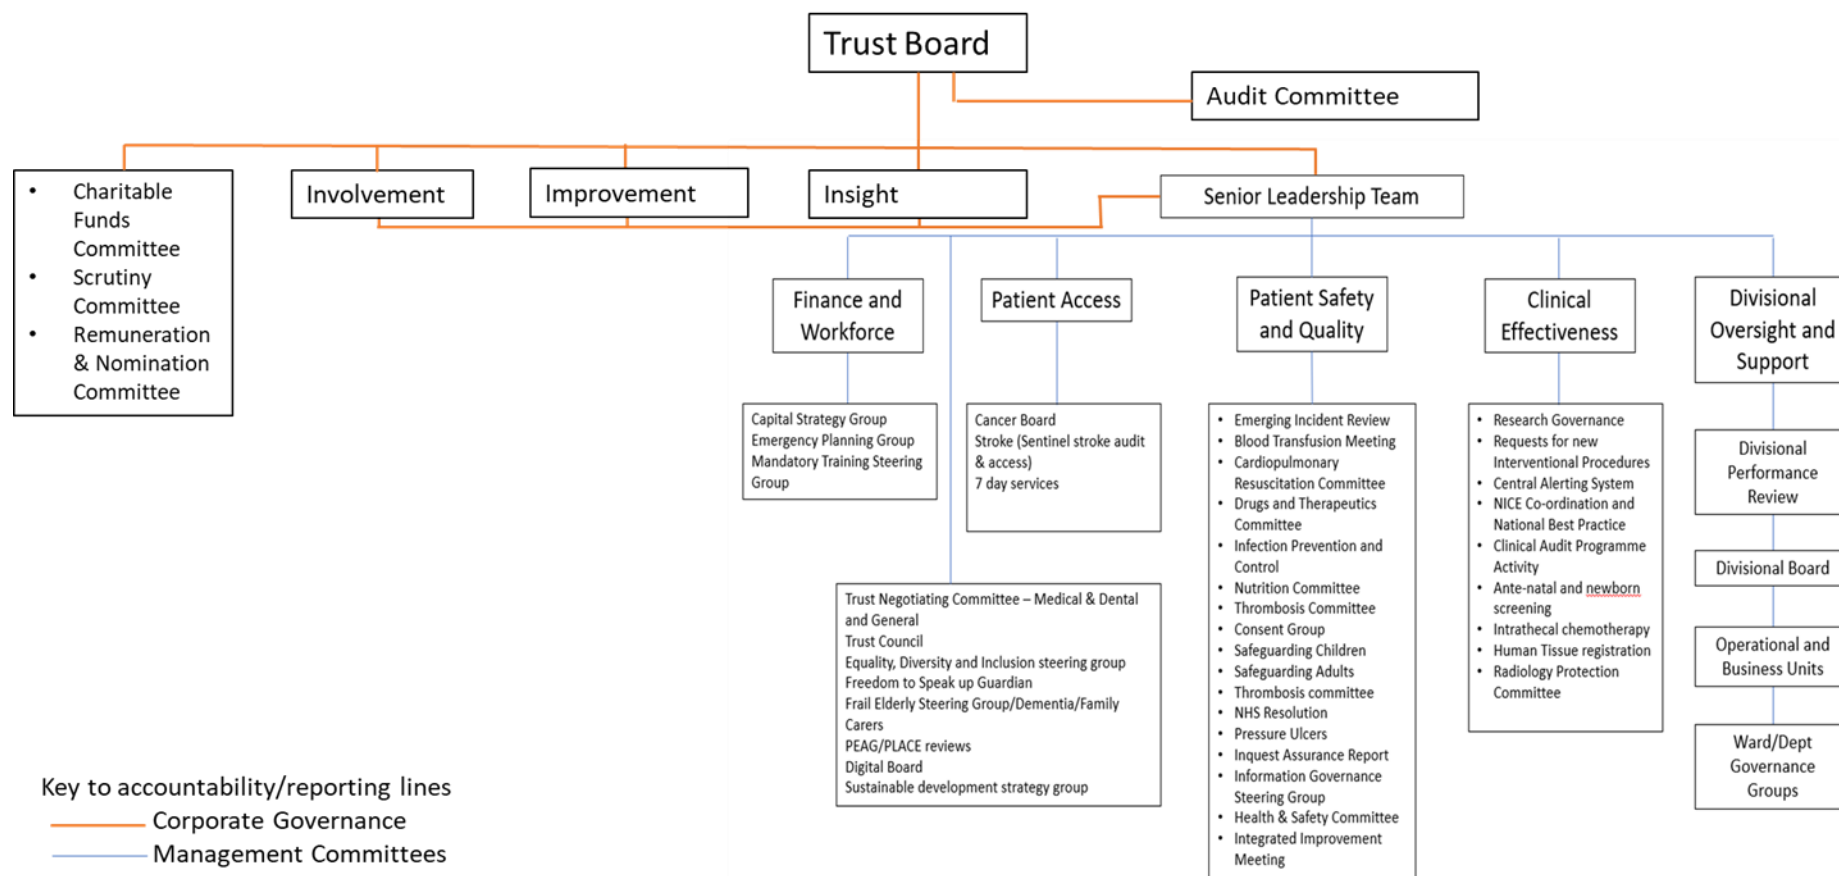 Trust Board
Audit Committee
• Charitable
Funds
Committee
• Scrutiny
Committee
• Remuneration
& Nomination
Committee
Involvement
Improvement
Insight
Senior Leadership Team
Finance and
Workforce
Patient Access
Patient Safety
and Quality
Clinical
Effectiveness
Divisional
Oversight and
Support
Capital Strategy Group
Emergency Planning Group
Mandatory Training Steering
Group
Cancer Board
Stroke (Sentinel stroke audit
& access)
7 day services
Trust Negotiating Committee – Medical & Dental
and General
Trust Council
Equality, Diversity and Inclusion steering group
Freedom to Speak up Guardian
Frail Elderly Steering Group/Dementia/Family
Carers
PEAG/PLACE reviews
Digital Board
Sustainable development strategy group
• Emerging Incident Review
• Blood Transfusion Meeting
• Cardiopulmonary
Resuscitation Committee
• Drugs and Therapeutics
Committee
• Infection Prevention and
Control
• Nutrition Committee
• Thrombosis Committee
• Consent Group
• Safeguarding Children
• Safeguarding Adults
• Thrombosis committee
• NHS Resolution
• Pressure Ulcers
• Inquest Assurance Report
• Information Governance
Steering Group
• Health & Safety Committee
• Integrated Improvement
Meeting
• Research Governance
• Requests for new
Interventional Procedures
• Central Alerting System
• NICE Co-ordination and
National Best Practice
• Clinical Audit Programme
Activity
• Ante-natal and newborn
screening
• Intrathecal chemotherapy
• Human Tissue registration
• Radiology Protection
Committee
Divisional
Performance
Review
Divisional Board
Operational and
Business Units
Ward/Dept
Governance
Groups
Key to accountability/reporting lines
Corporate Governance
Management Committees